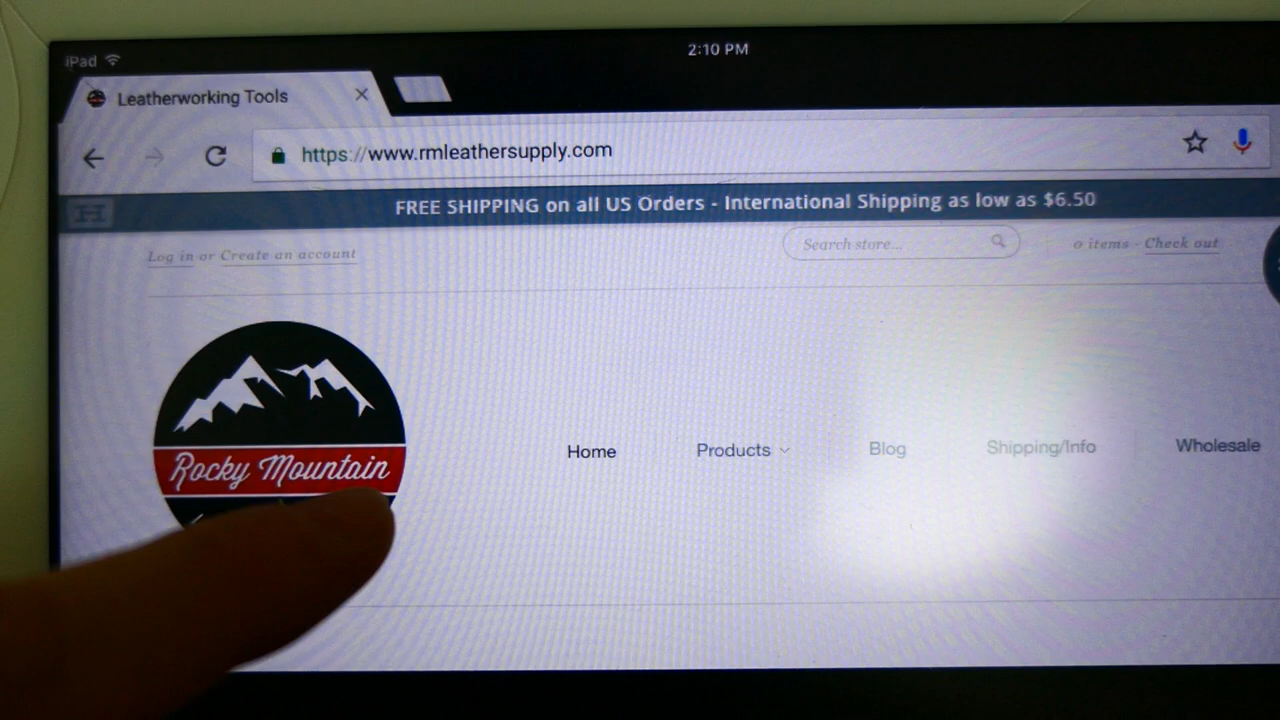 iPad
2:10 PM
Leatherworking Tools
https://www.rmleathersupply.com
FREE SHIPPING on all US Orders - International Shipping as low as $6.50
Log in or Create an account
Search store...
0 items - Check out
Rocky Mountain
Home
Products
Blog
Shipping/Info
Wholesale